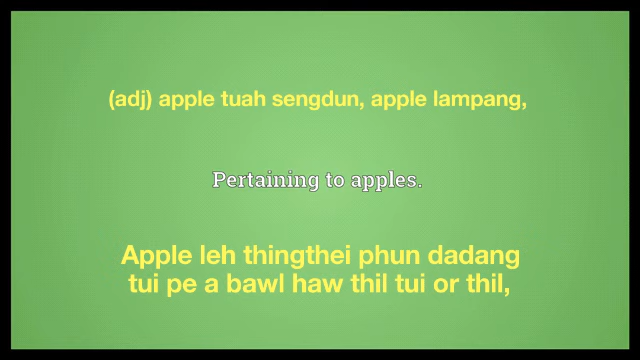 (adj) apple tuah sengdun, apple lampang,
Pertaining to apples.
Apple leh thingthei phun dadang
tui pe a bawl haw thil tui or thil,